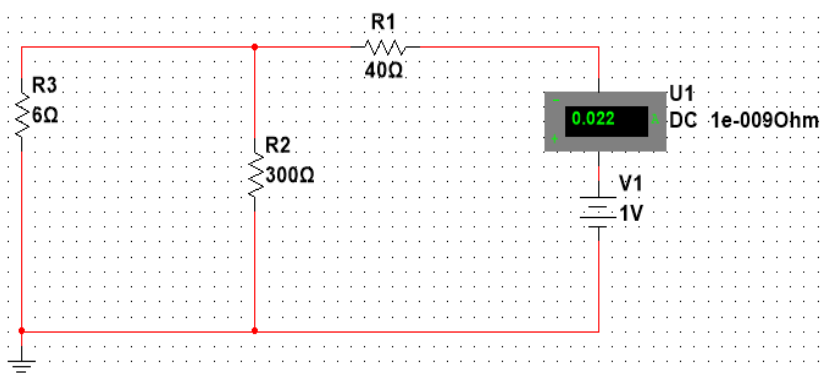 R1
40Ω
R3
6Ω
R2
300Ω
U1
0.022 A
DC 1e-009Ohm
V1
1V